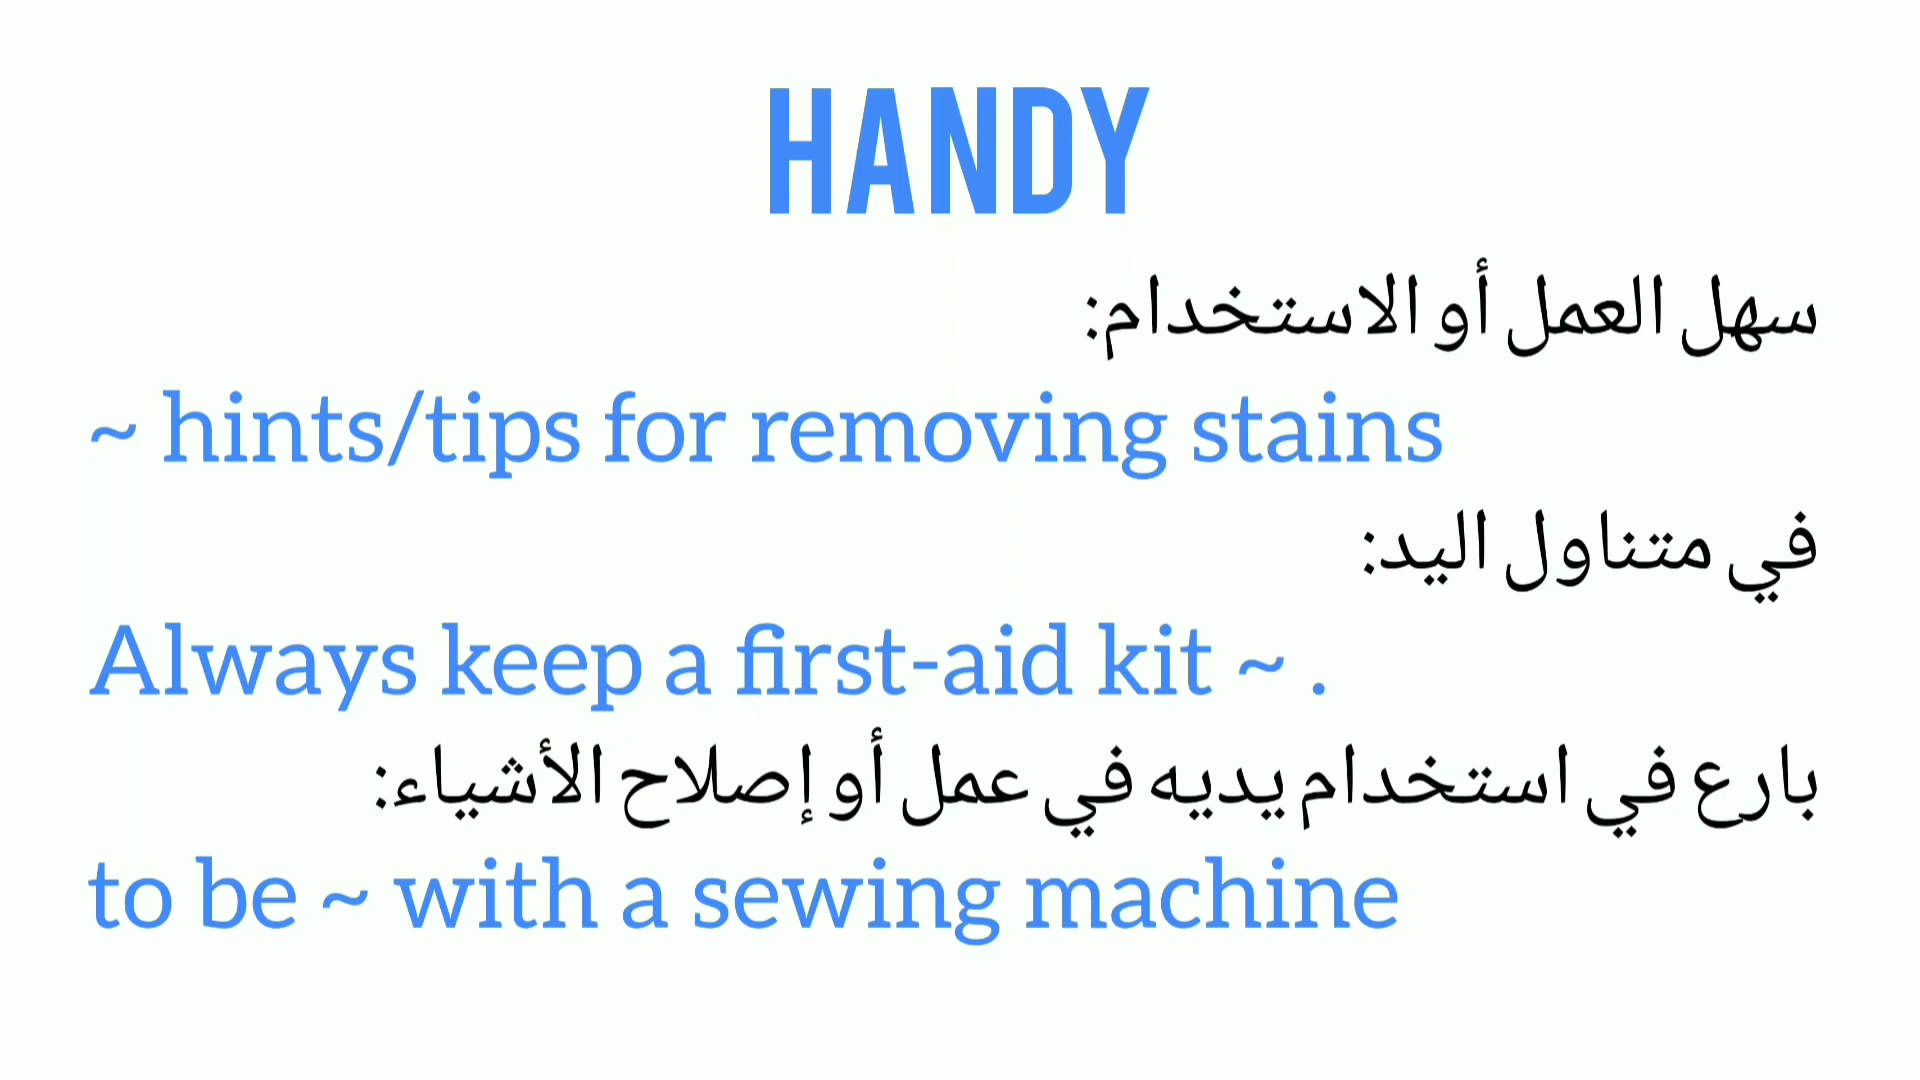 HANDY
سهل العمل أو الاستخدام:
~ hints/tips for removing stains
في متناول اليد:
Always keep a first-aid kit ~ .
بارع في استخدام يديه في عمل أو إصلاح الأشياء:
to be ~ with a sewing machine